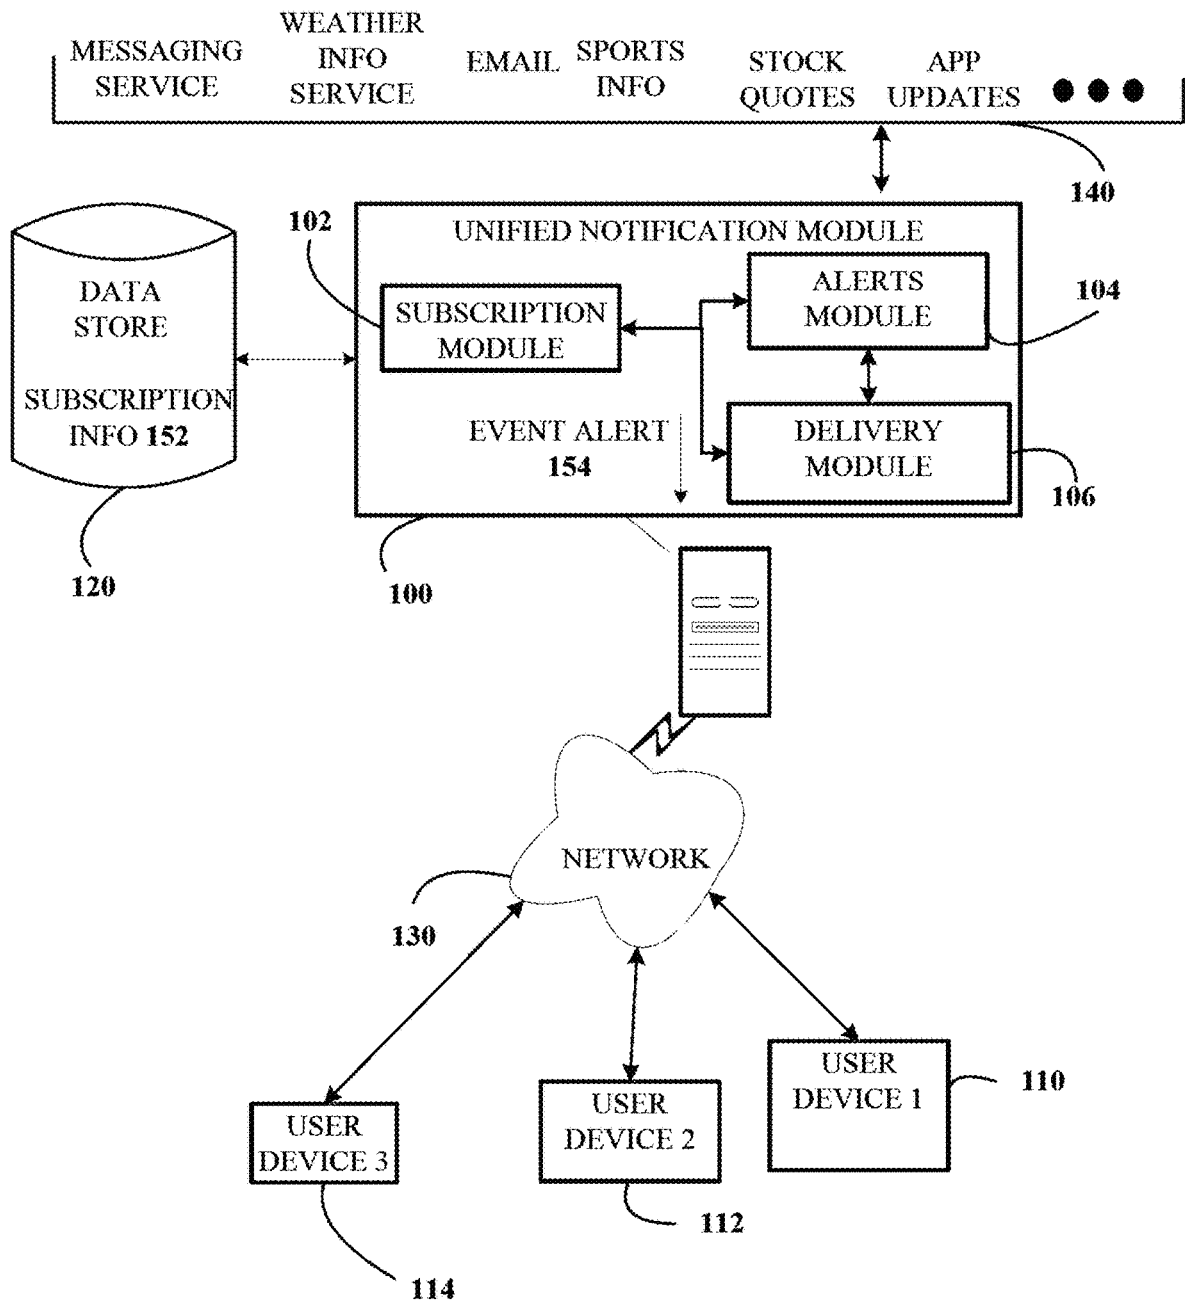 MESSAGING
SERVICE
WEATHER
INFO
SERVICE
EMAIL
SPORTS
INFO
STOCK
QUOTES
APP
UPDATES
140
DATA
STORE
SUBSCRIPTION
INFO 152
120
102
UNIFIED NOTIFICATION MODULE
SUBSCRIPTION
MODULE
ALERTS
MODULE
104
EVENT ALERT
154
DELIVERY
MODULE
106
100
NETWORK
130
USER
DEVICE 1
110
USER
DEVICE 2
112
USER
DEVICE 3
114